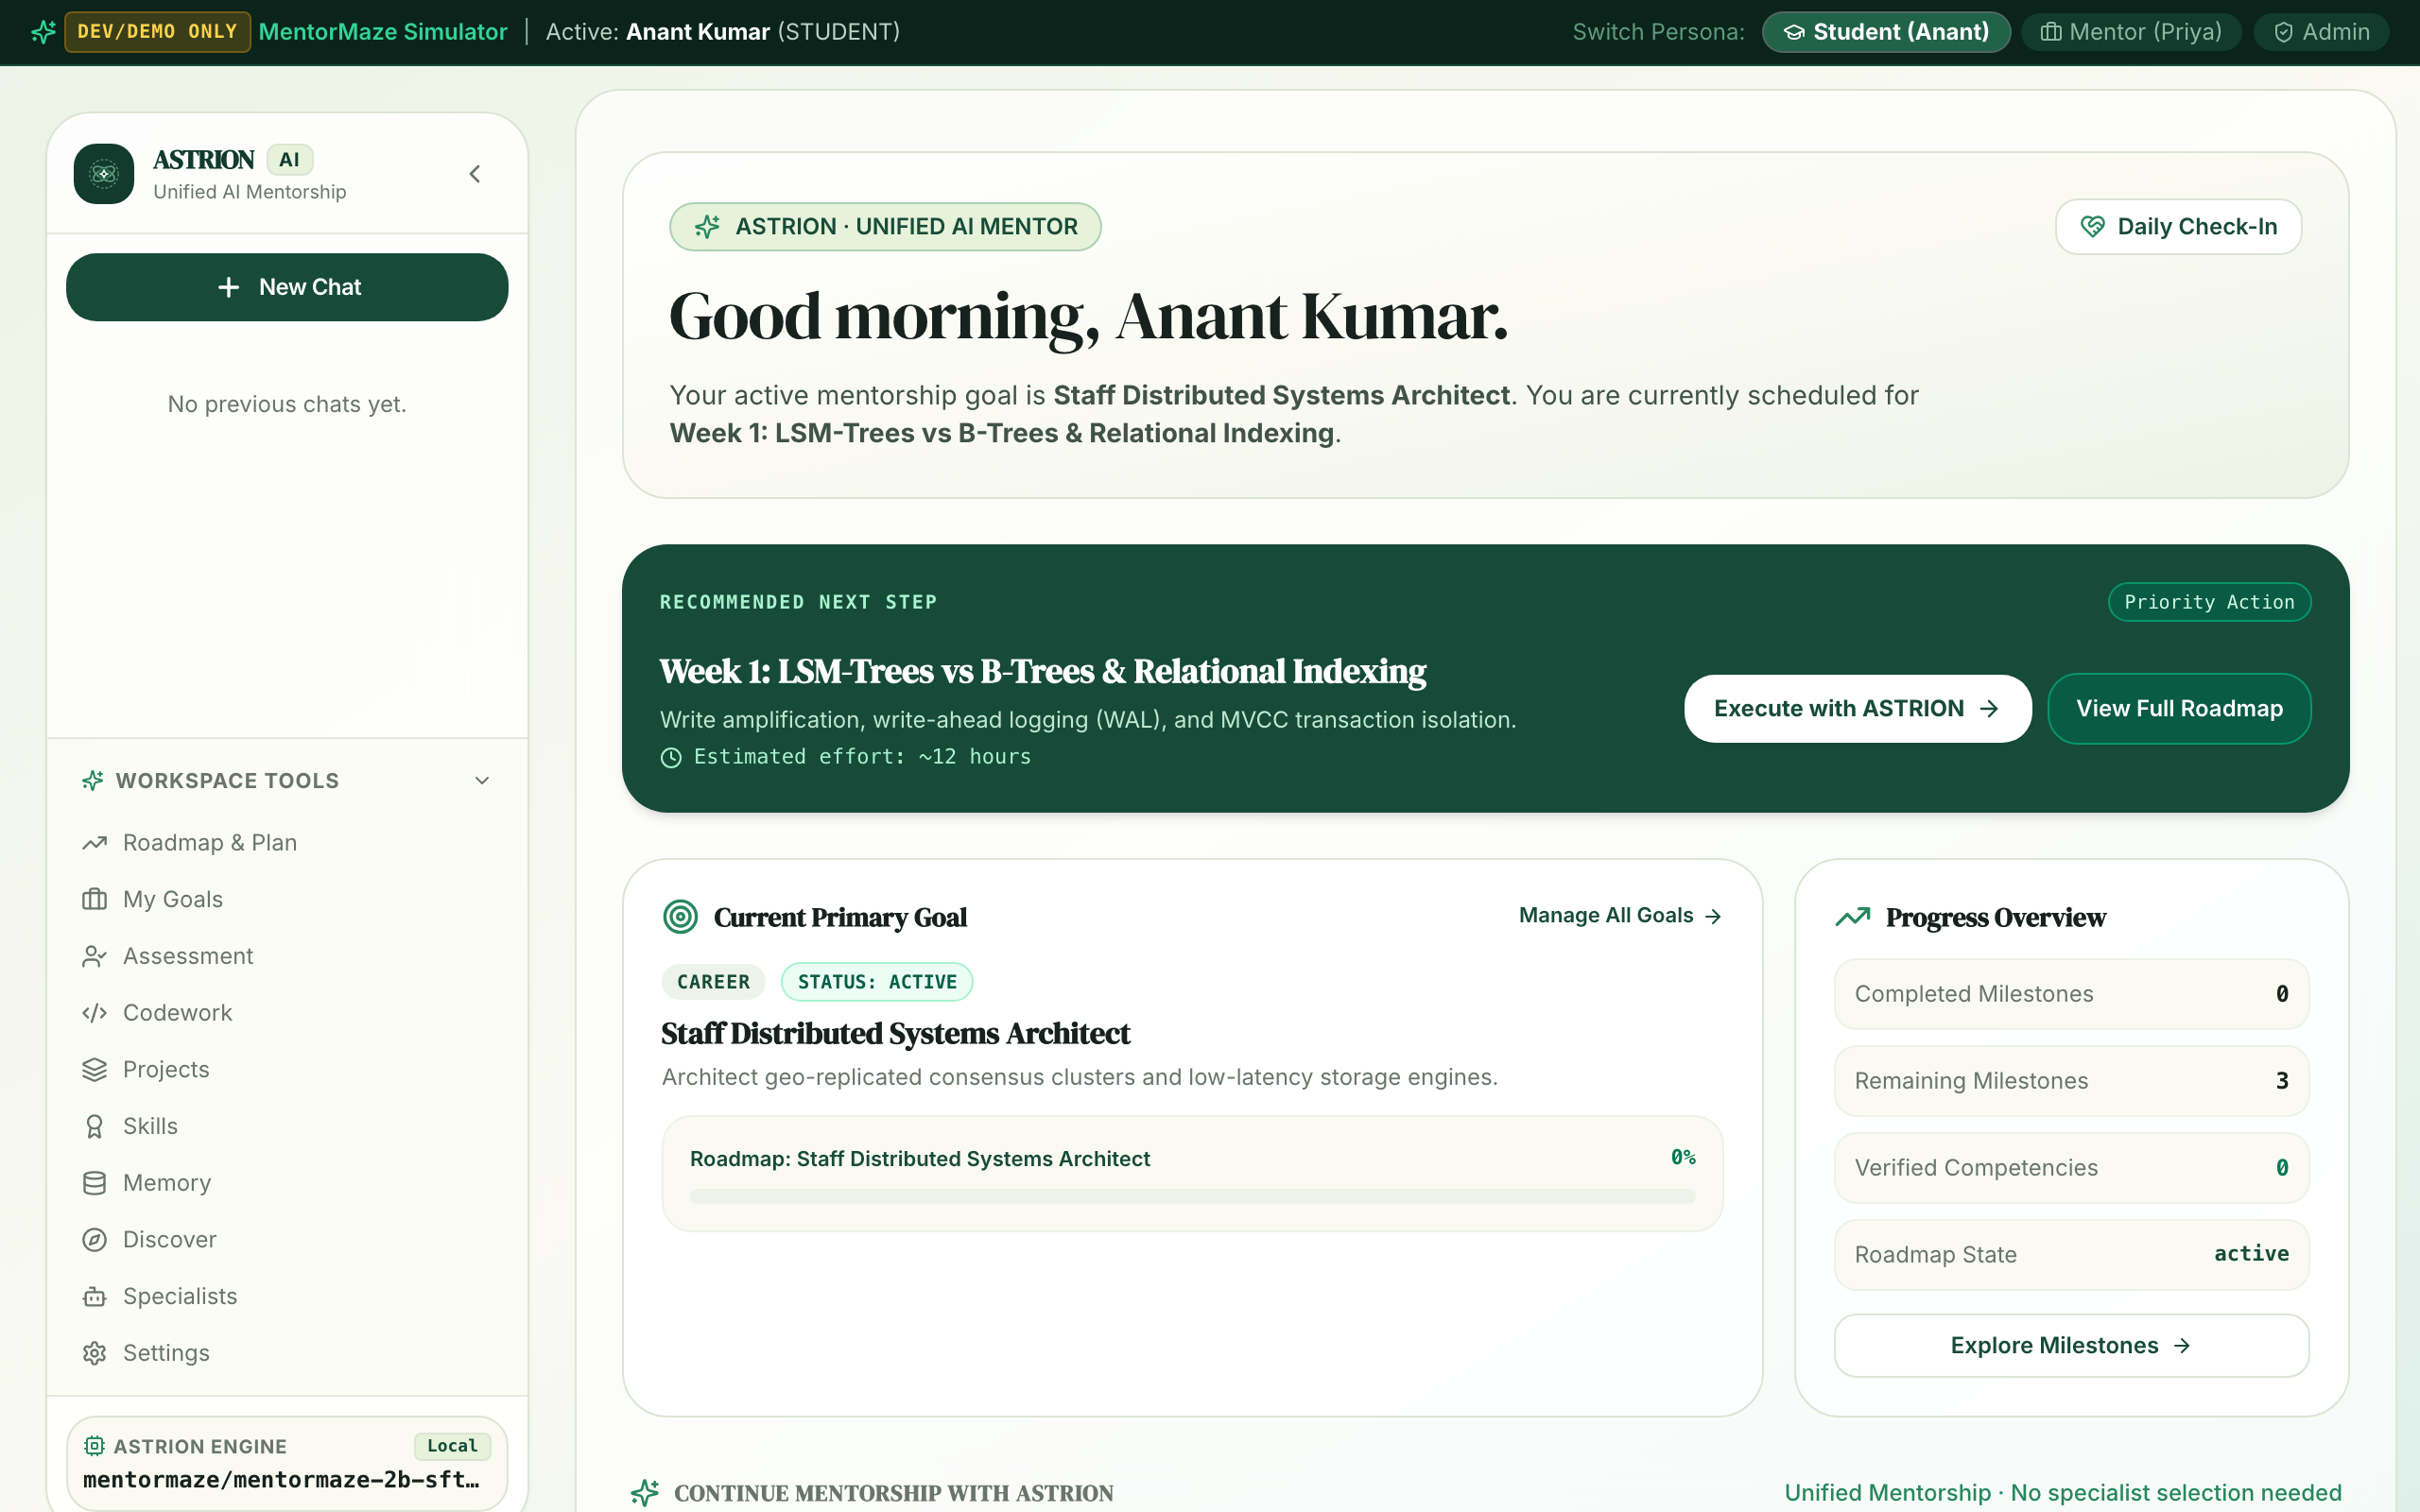 DEV/DEMO ONLY MentorMaze Simulator | Active: Anant Kumar (STUDENT)
Switch Persona: Student (Anant) Mentor (Priya) Admin
ASTRION AI
Unified AI Mentorship
New Chat
No previous chats yet.
WORKSPACE TOOLS
Roadmap & Plan
My Goals
Assessment
Codework
Projects
Skills
Memory
Discover
Specialists
Settings
ASTRION ENGINE Local
mentormaze/mentormaze-2b-sft…
ASTRION · UNIFIED AI MENTOR
Daily Check-In
Good morning, Anant Kumar.
Your active mentorship goal is Staff Distributed Systems Architect. You are currently scheduled for
Week 1: LSM-Trees vs B-Trees & Relational Indexing.
RECOMMENDED NEXT STEP
Priority Action
Week 1: LSM-Trees vs B-Trees & Relational Indexing
Write amplification, write-ahead logging (WAL), and MVCC transaction isolation.
Estimated effort: ~12 hours
Execute with ASTRION →
View Full Roadmap
Current Primary Goal
Manage All Goals →
CAREER STATUS: ACTIVE
Staff Distributed Systems Architect
Architect geo-replicated consensus clusters and low-latency storage engines.
Roadmap: Staff Distributed Systems Architect 0%
Progress Overview
Completed Milestones 0
Remaining Milestones 3
Verified Competencies 0
Roadmap State active
Explore Milestones →
CONTINUE MENTORSHIP WITH ASTRION
Unified Mentorship · No specialist selection needed